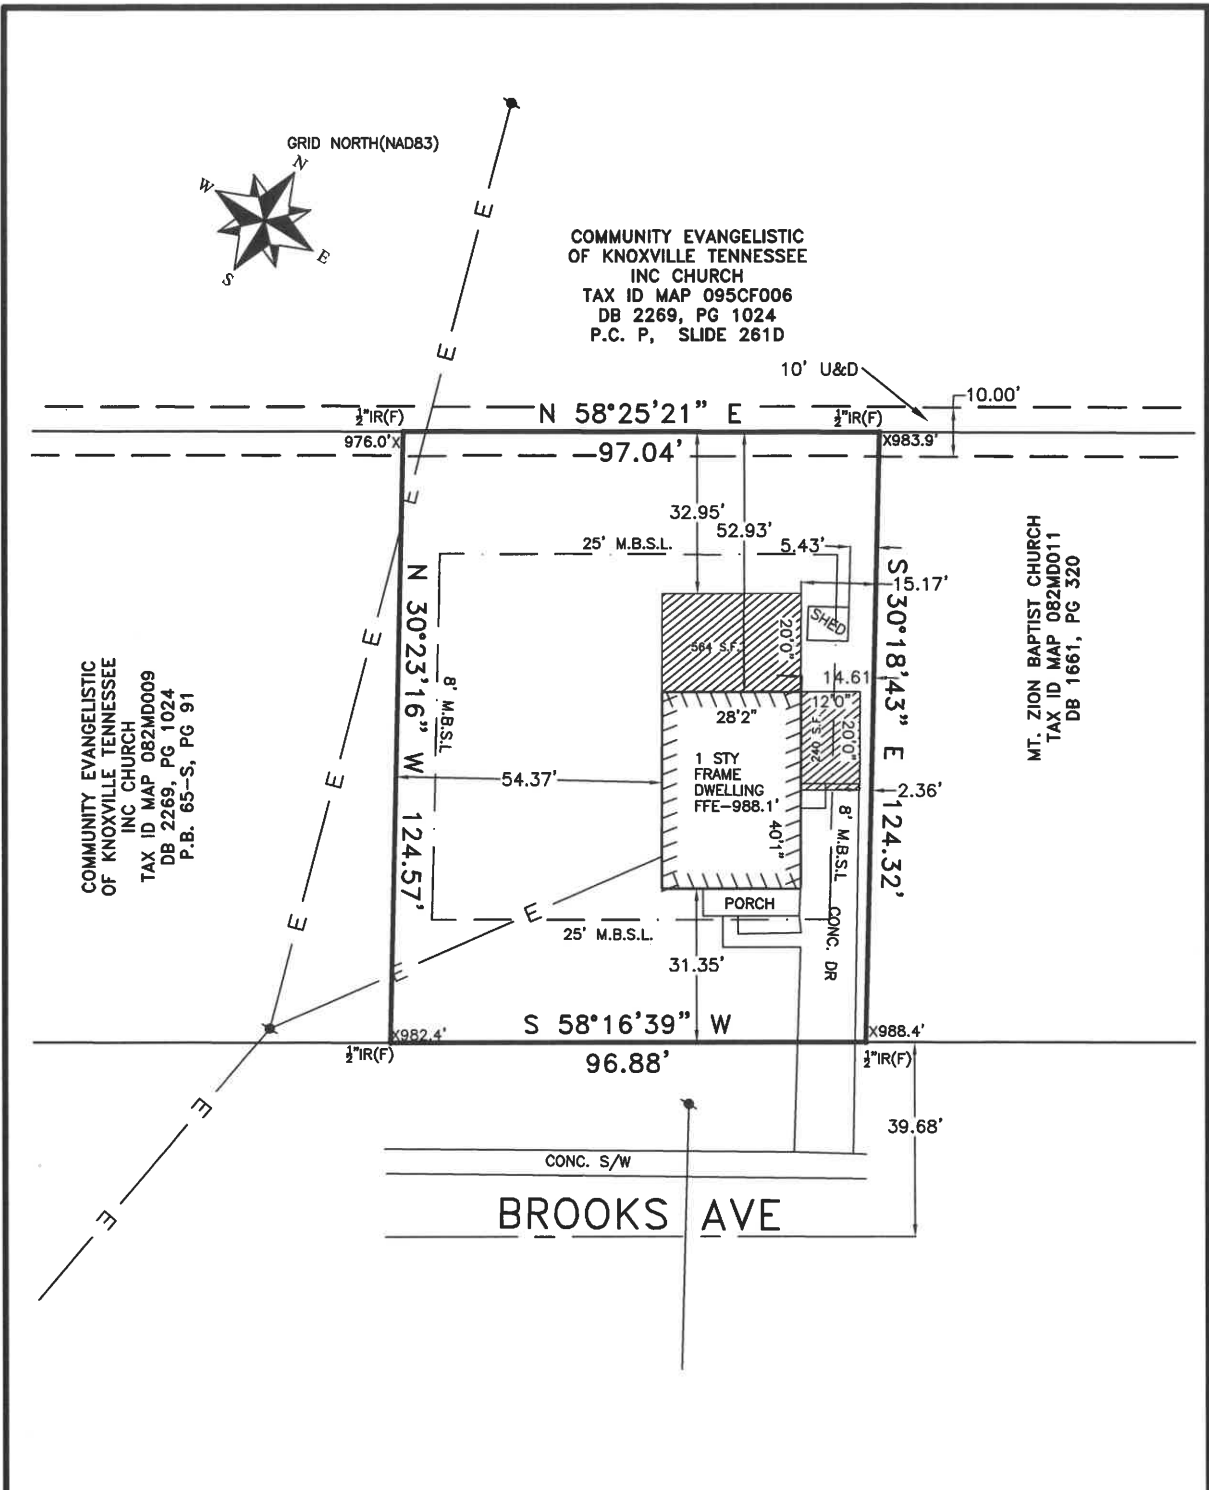 GRID NORTH(NAD83)
N
W
E
S
E
E
COMMUNITY EVANGELISTIC
OF KNOXVILLE TENNESSEE
INC CHURCH
TAX ID MAP 095CF006
DB 2269, PG 1024
P.C. P, SLIDE 261D
10' U&D
10.00'
½"IR(F)
N 58°25'21" E
½"IR(F)
976.0'X
97.04'
X983.9'
E
32.95'
52.93'
25' M.B.S.L.
5.43'
15.17'
N 30°23'16" W 124.57'
S 30°18'43" E 124.32'
SHED
20'0"
564 S.F.
E
COMMUNITY EVANGELISTIC
OF KNOXVILLE TENNESSEE
INC CHURCH
TAX ID MAP 082MD009
DB 2269, PG 1024
P.B. 65-S, PG 91
MT. ZION BAPTIST CHURCH
TAX ID MAP 082MD011
DB 1661, PG 320
8' M.B.S.L
14.61
12'0"
28'2"
240 S.F.
20'0"
54.37'
1 STY
FRAME
DWELLING
FFE-988.1'
40'1"
2.36'
8' M.B.S.L
PORCH
CONC. DR
E
E
25' M.B.S.L.
31.35'
E
S 58°16'39" W
X982.4'
X988.4'
½"IR(F)
96.88'
½"IR(F)
E
39.68'
CONC. S/W
BROOKS AVE
E